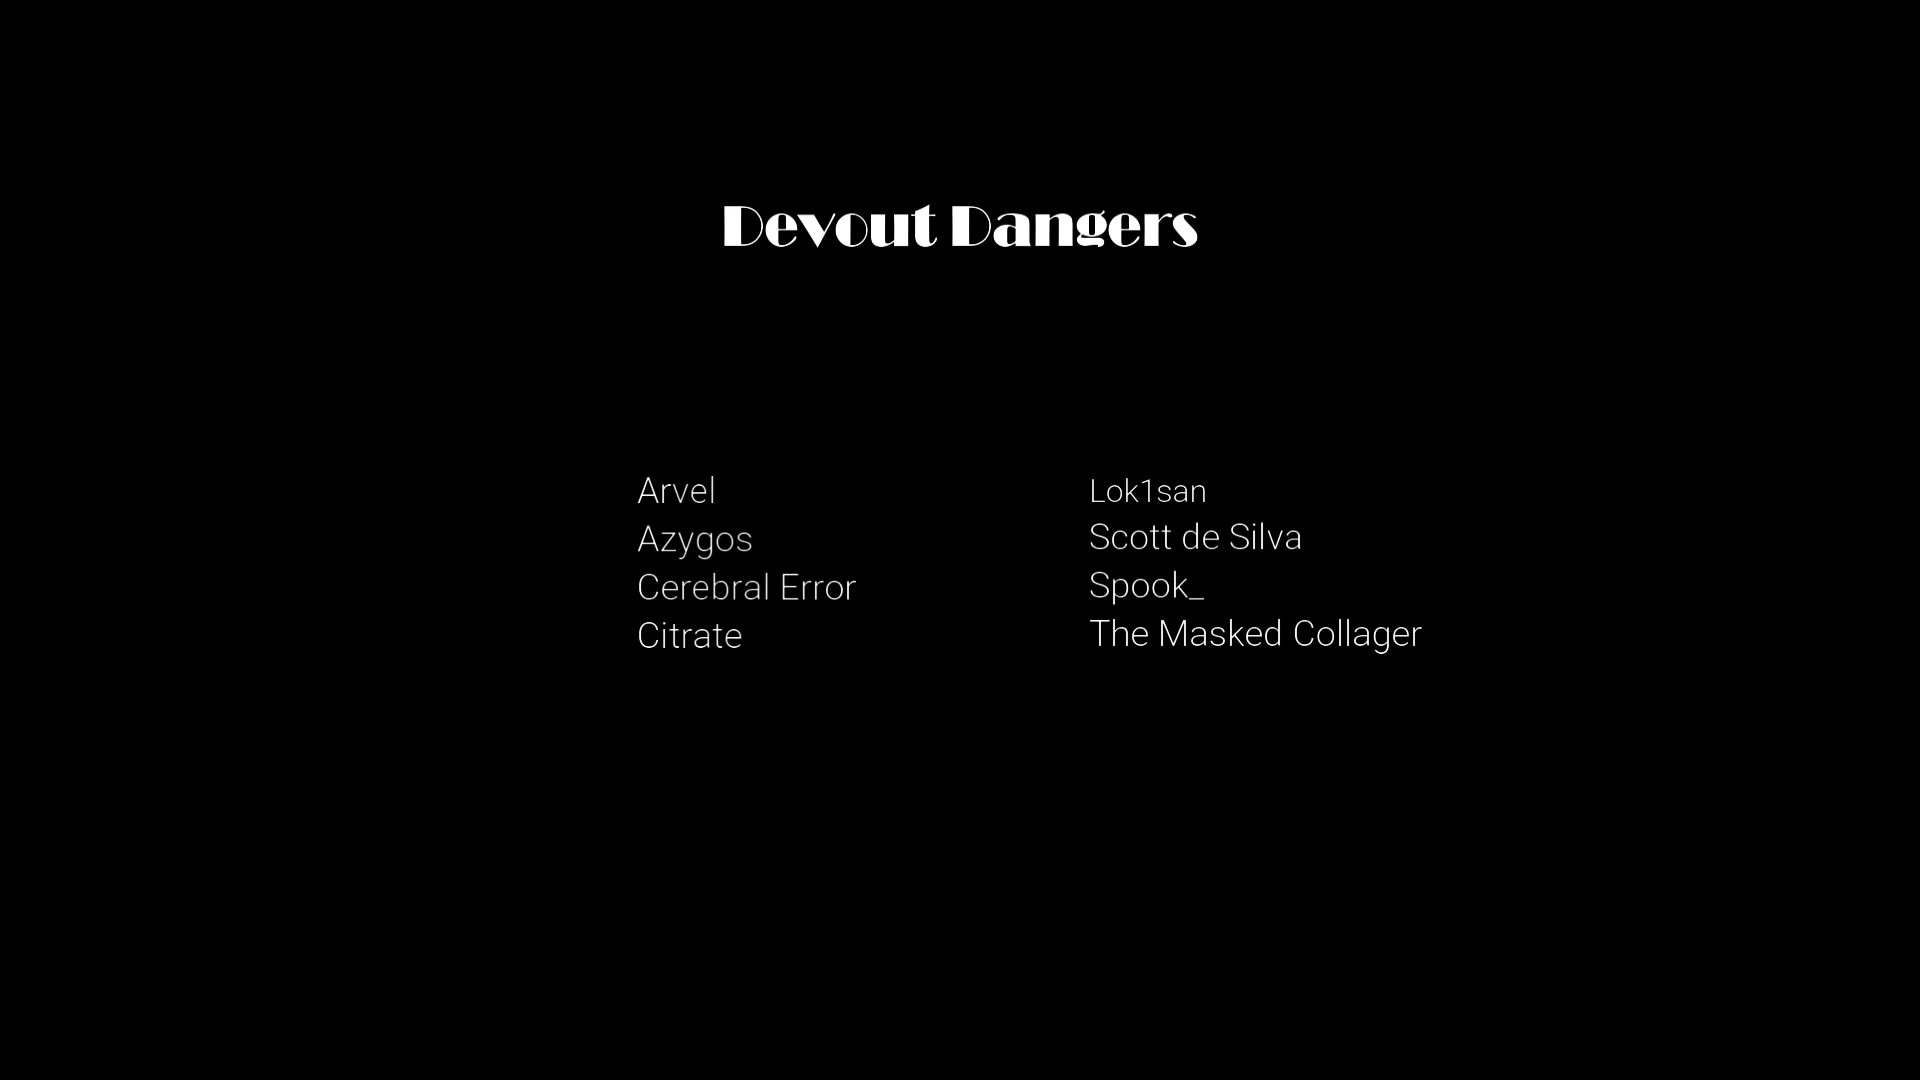 Devout Dangers
Arvel
Azygos
Cerebral Error
Citrate
Lok1san
Scott de Silva
Spook_
The Masked Collager